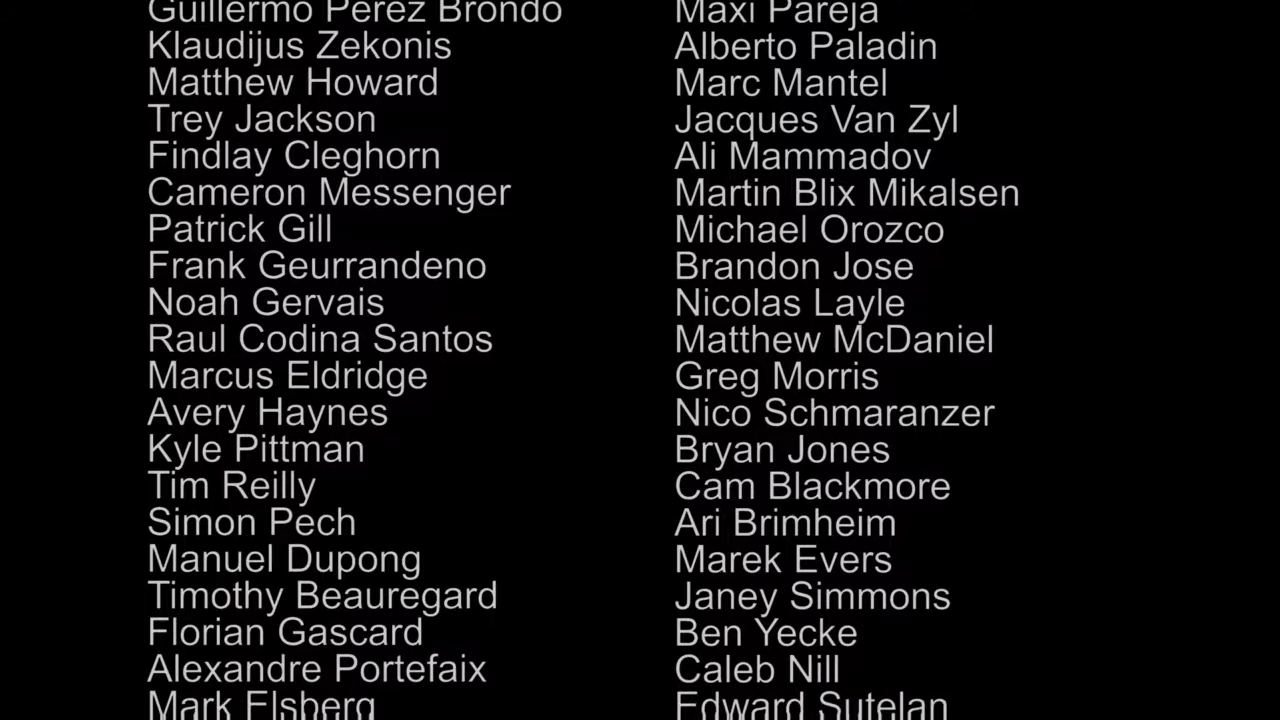 Guillermo Perez Brondo
Klaudijus Zekonis
Matthew Howard
Trey Jackson
Findlay Cleghorn
Cameron Messenger
Patrick Gill
Frank Geurrandeno
Noah Gervais
Raul Codina Santos
Marcus Eldridge
Avery Haynes
Kyle Pittman
Tim Reilly
Simon Pech
Manuel Dupong
Timothy Beauregard
Florian Gascard
Alexandre Portefaix
Mark Elsberg
Maxi Pareja
Alberto Paladin
Marc Mantel
Jacques Van Zyl
Ali Mammadov
Martin Blix Mikalsen
Michael Orozco
Brandon Jose
Nicolas Layle
Matthew McDaniel
Greg Morris
Nico Schmaranzer
Bryan Jones
Cam Blackmore
Ari Brimheim
Marek Evers
Janey Simmons
Ben Yecke
Caleb Nill
Edward Sutelan